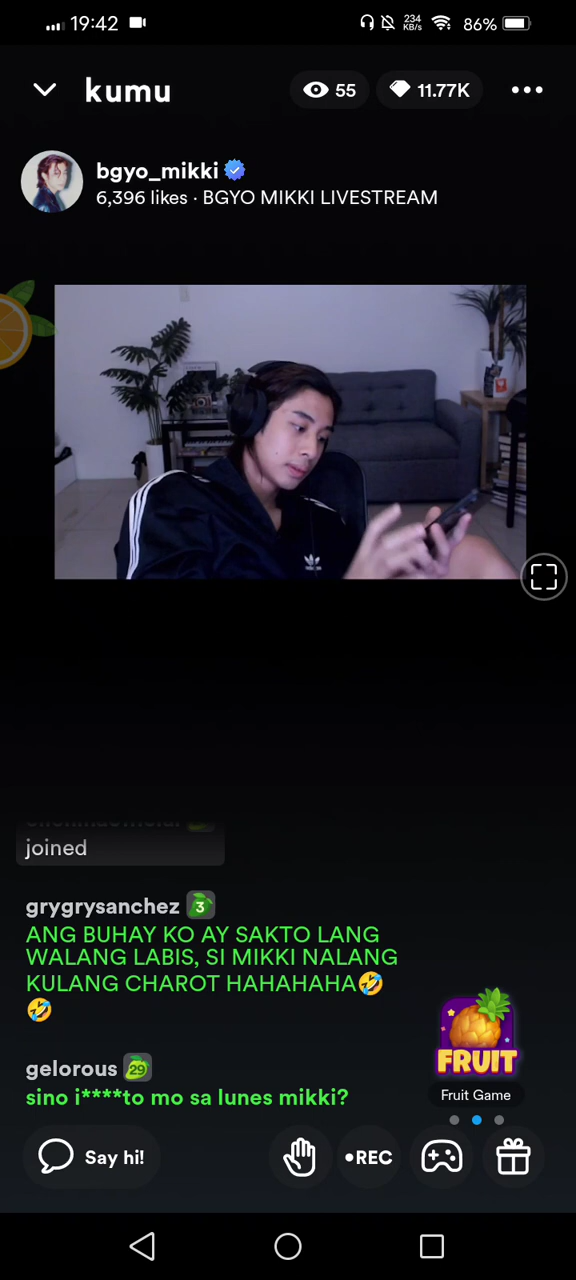 19:42
234
KB/s
86%
kumu
55
11.77K
bgyo_mikki
6,396 likes · BGYO MIKKI LIVESTREAM
joined
grygrysanchez 3
ANG BUHAY KO AY SAKTO LANG
WALANG LABIS, SI MIKKI NALANG
KULANG CHAROT HAHAHAHA🤣
🤣
gelorous 29
sino i****to mo sa lunes mikki?
FRUIT
Fruit Game
Say hi!
•REC